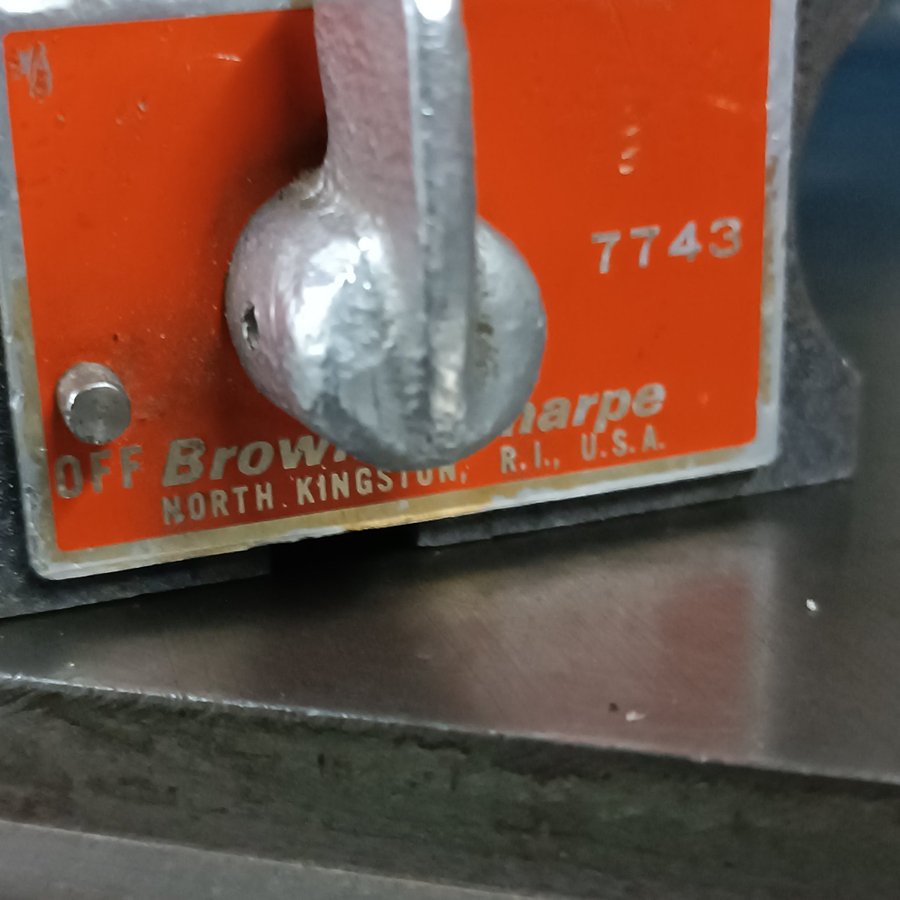 7743
OFF
Brow harpe
NORTH KINGSTON, R.I., U.S.A.